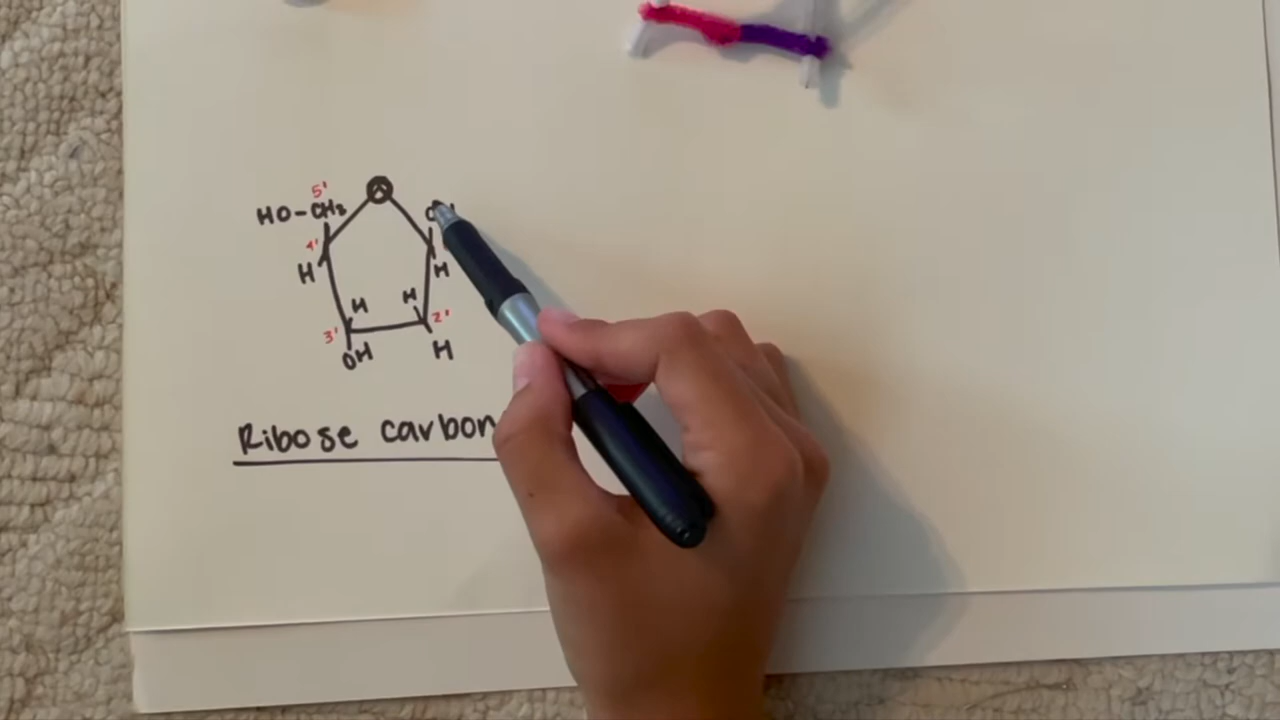 5'
HO-CH₂
4'
H H
H H
3' 2'
OH H
Ribose carbon